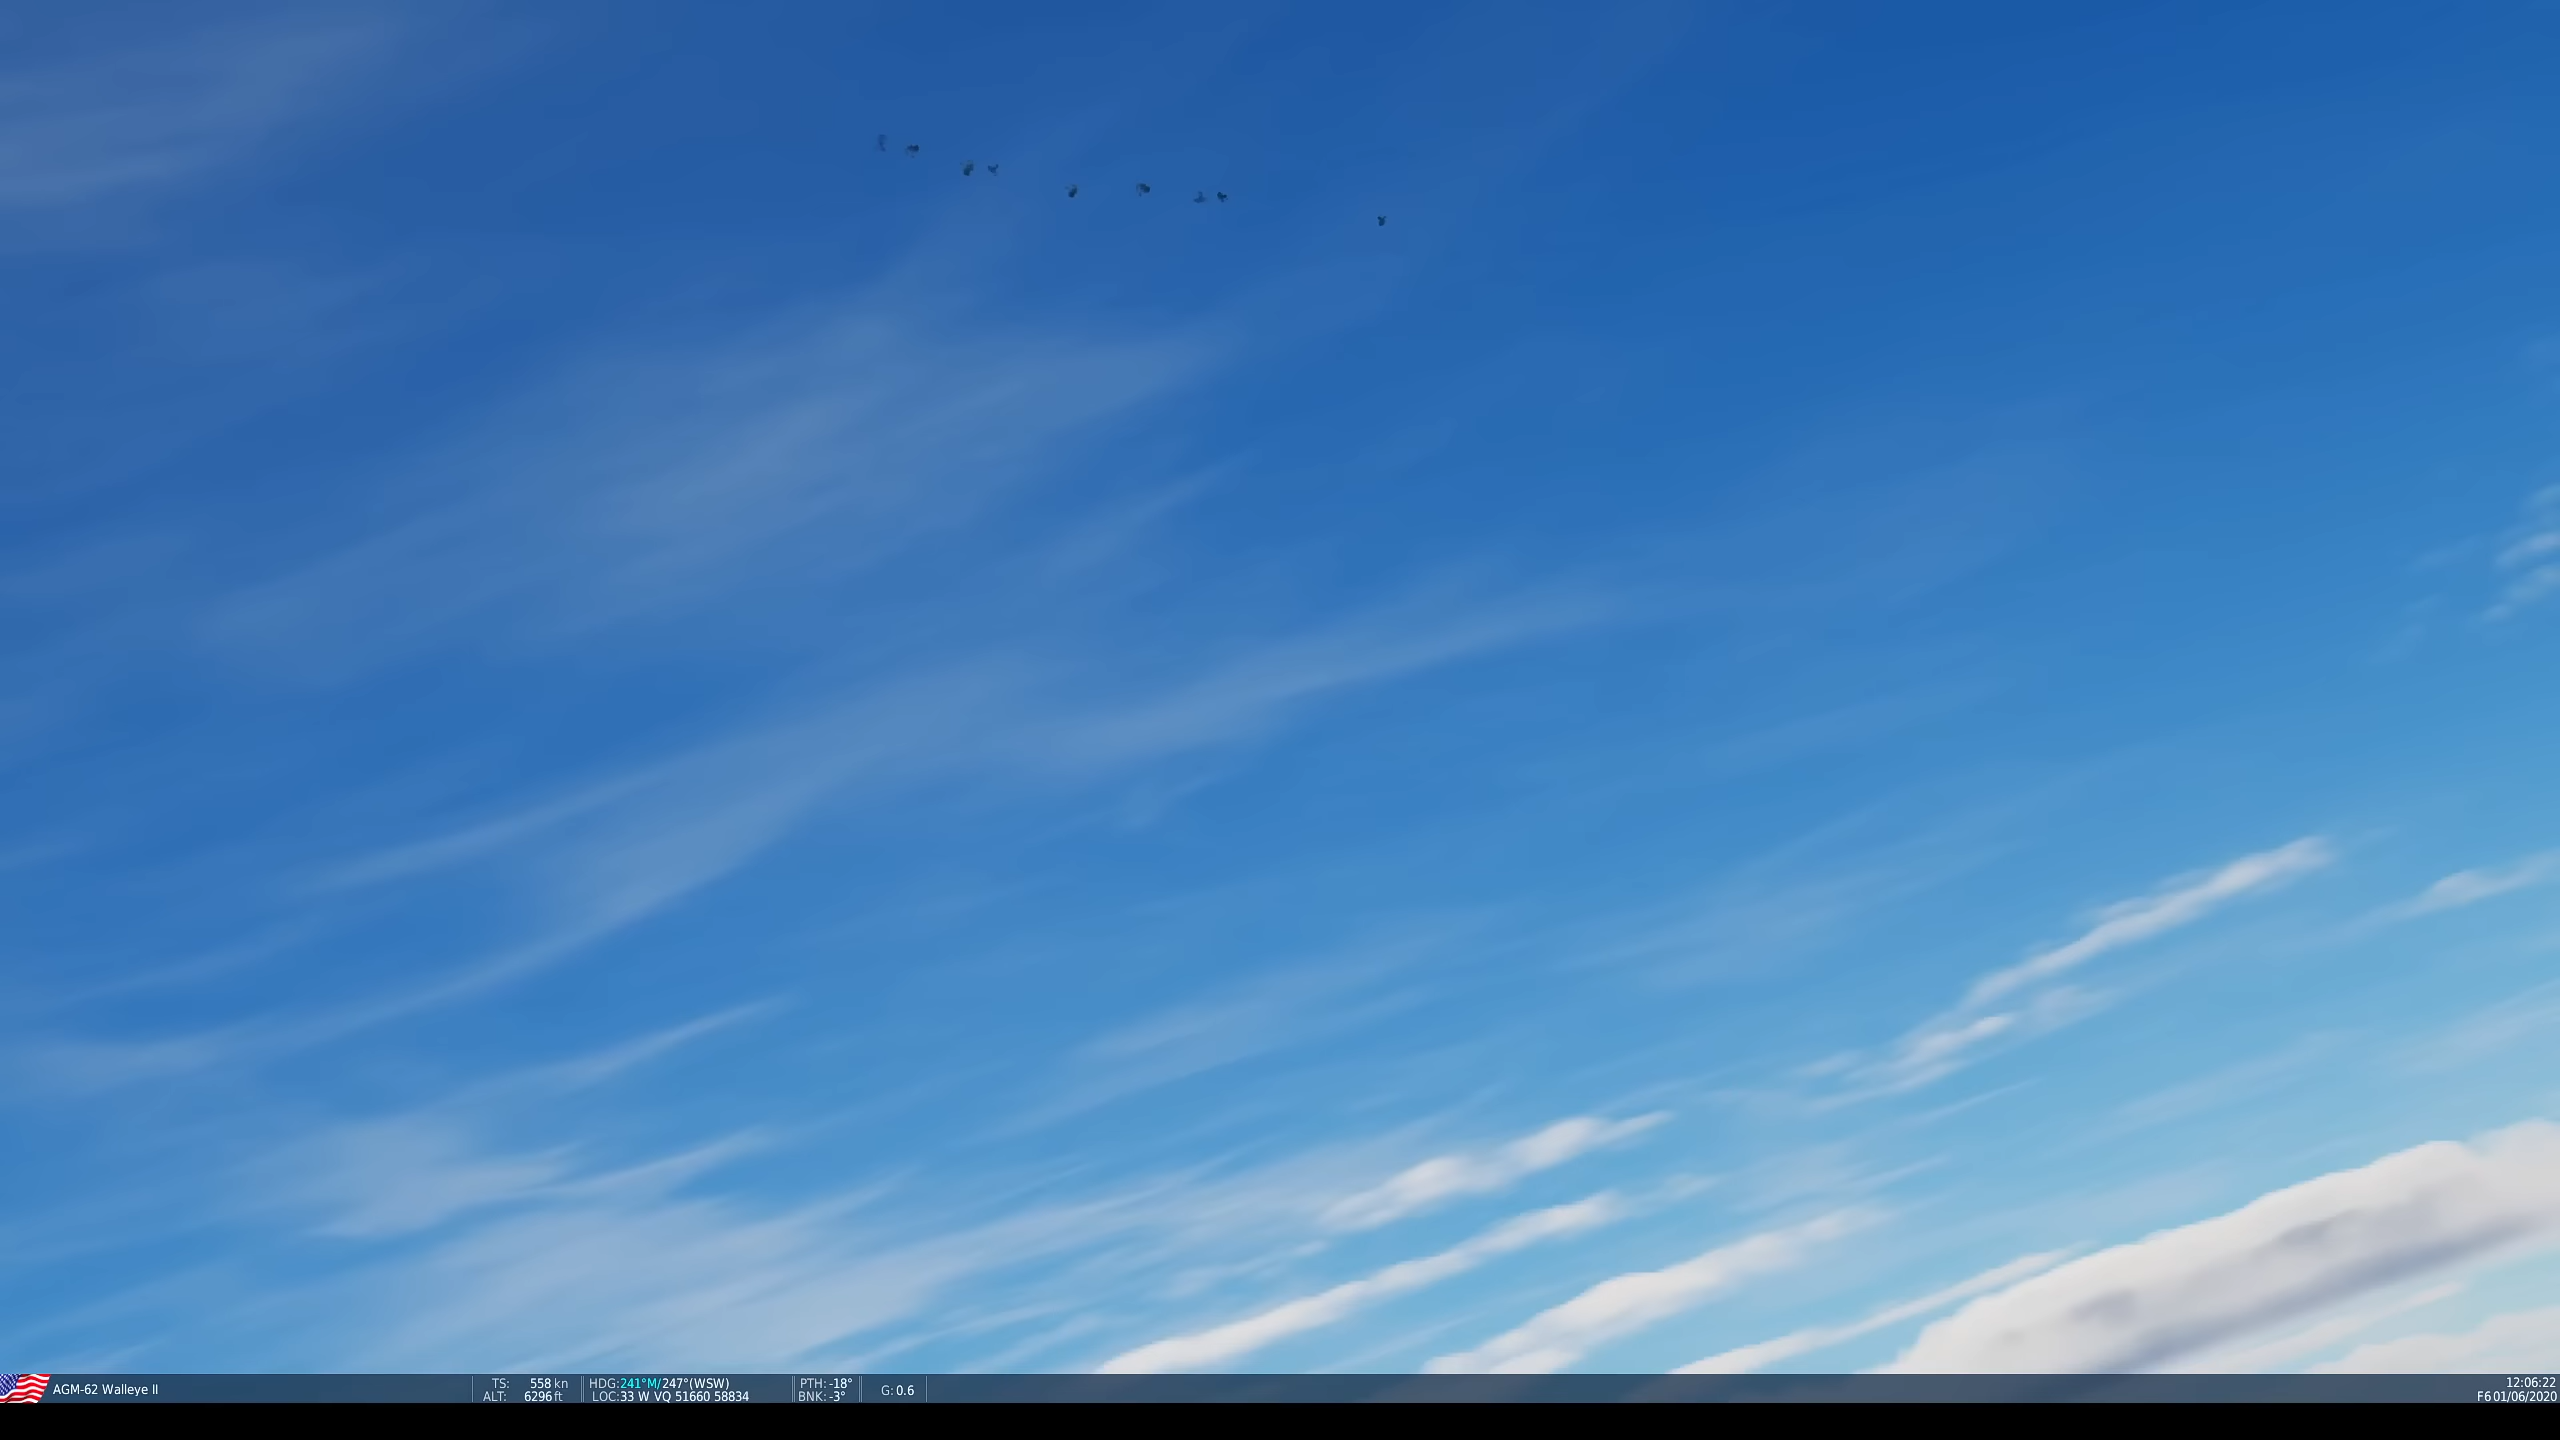 AGM-62 Walleye II
TS: 558 kn
ALT: 6296 ft
HDG:241°M/247°(WSW)
LOC:33 W VQ 51660 58834
PTH:-18°
BNK:-3°
G: 0.6
12:06:22
F6 01/06/2020